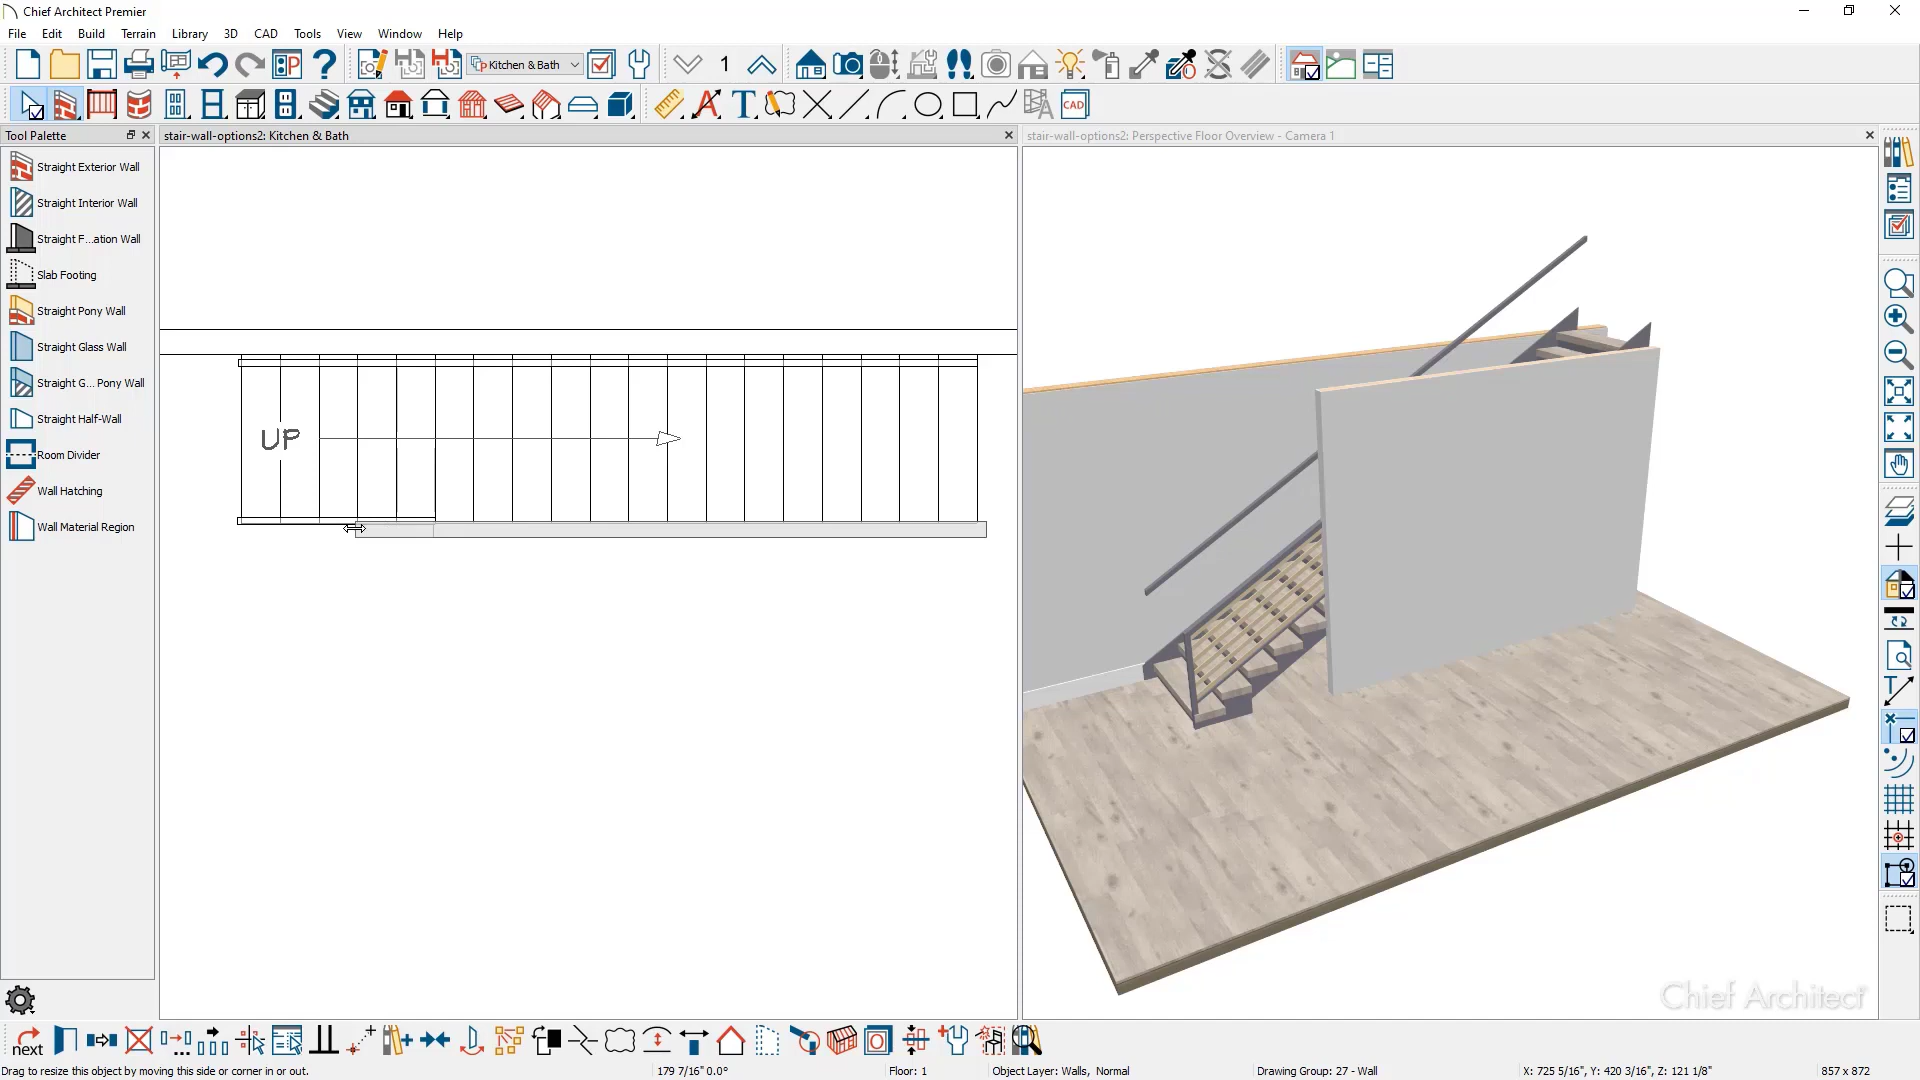 Chief Architect Premier
File Edit Build Terrain Library 3D CAD Tools View Window Help
Kitchen & Bath
1
CAD
Tool Palette
stair-wall-options2: Kitchen & Bath
stair-wall-options2: Perspective Floor Overview - Camera 1
Straight Exterior Wall
Straight Interior Wall
Straight F...ation Wall
Slab Footing
Straight Pony Wall
Straight Glass Wall
Straight G... Pony Wall
Straight Half-Wall
Room Divider
Wall Hatching
Wall Material Region
UP
Chief Architect
next
Drag to resize this object by moving this side or corner in or out.
179 7/16" 0.0°
Floor: 1
Object Layer: Walls, Normal
Drawing Group: 27 - Wall
X: 725 5/16", Y: 420 3/16", Z: 121 1/8"
857 x 872